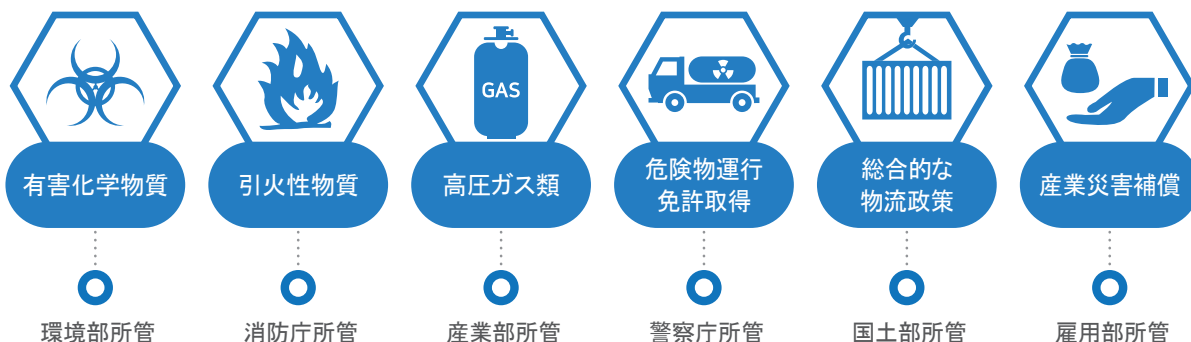 GAS
有害化学物質
引火性物質
高圧ガス類
危険物運行
免許取得
総合的な
物流政策
産業災害補償
環境部所管
消防庁所管
産業部所管
警察庁所管
国土部所管
雇用部所管